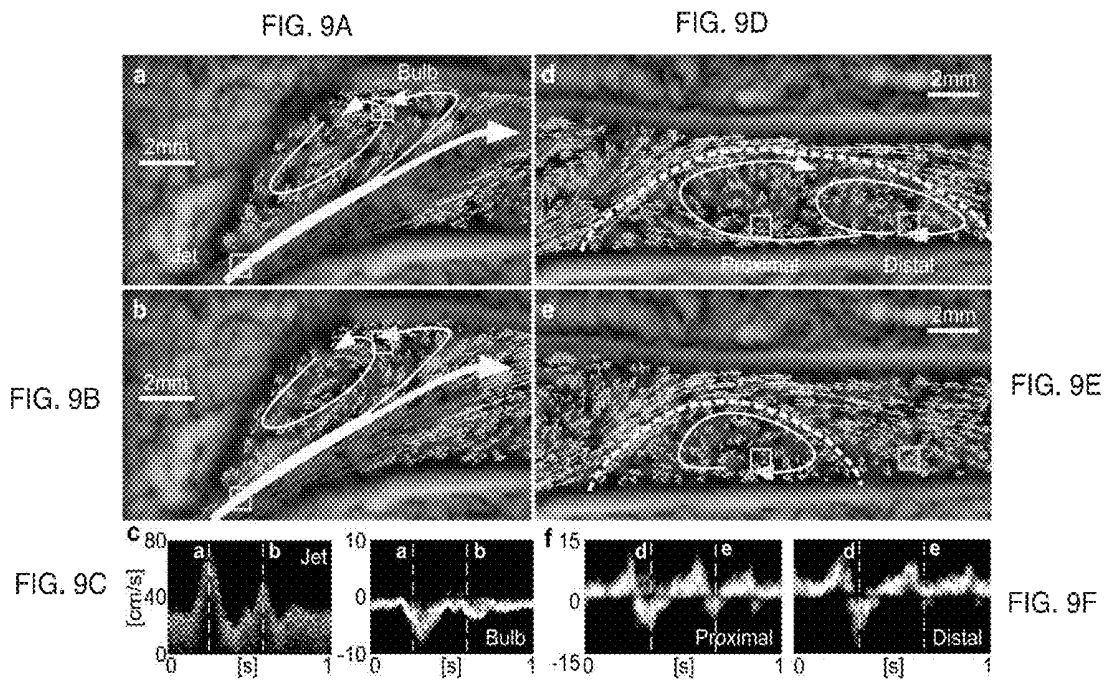 FIG. 9A
FIG. 9D
a
Bulb
2mm
Jet
d
2mm
Proximal
Distal
b
2mm
FIG. 9B
e
2mm
FIG. 9E
c
FIG. 9C
80
40
0
[cm/s]
a
b
Jet
0
[s]
1
10
0
-10
a
b
Bulb
0
[s]
1
f
15
0
-15
d
e
Proximal
0
[s]
1
d
e
Distal
0
[s]
1
FIG. 9F